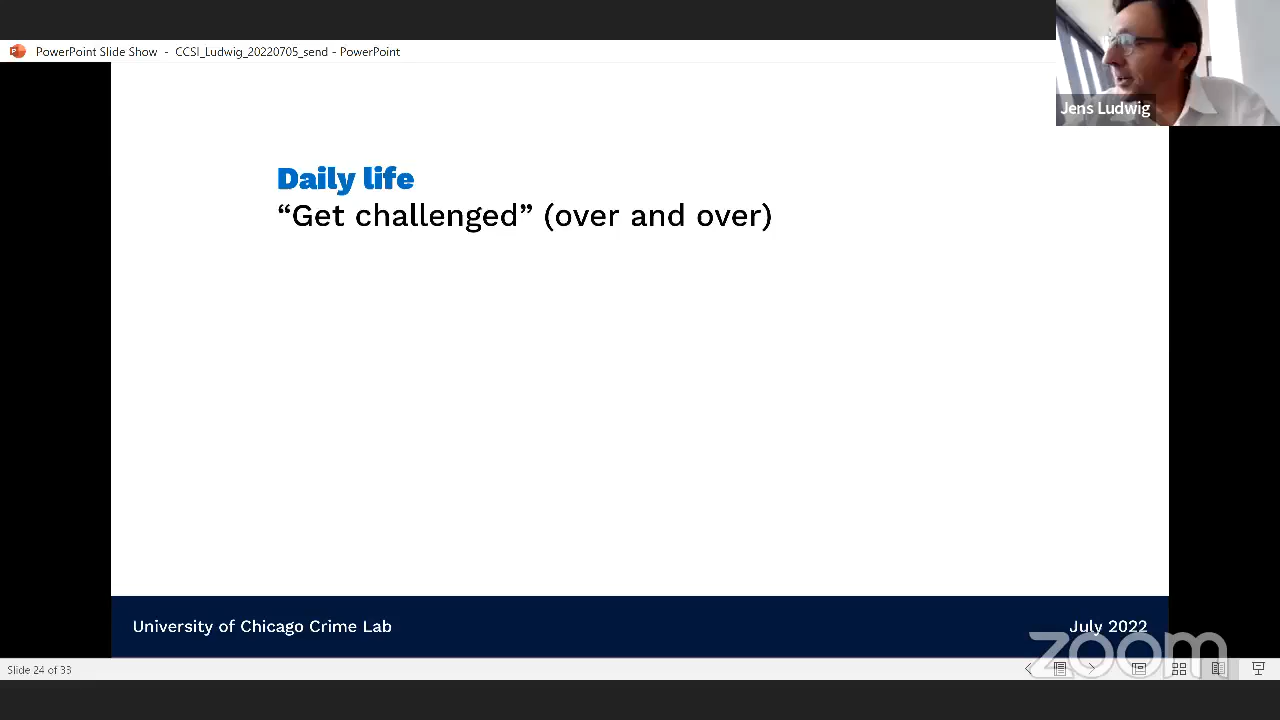 PowerPoint Slide Show - CCSI_Ludwig_20220705_send - PowerPoint
Jens Ludwig
Daily life
“Get challenged” (over and over)
University of Chicago Crime Lab
July 2022
zoom
Slide 24 of 33